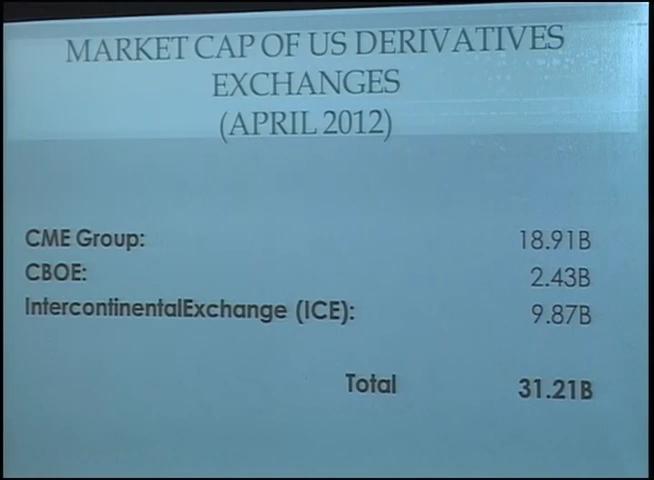 MARKET CAP OF US DERIVATIVES
EXCHANGES
(APRIL 2012)
CME Group: 18.91B
CBOE: 2.43B
IntercontinentalExchange (ICE): 9.87B
Total 31.21B